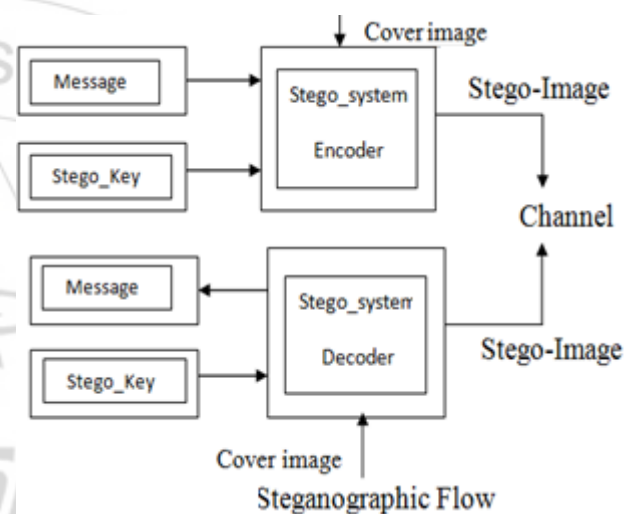 Cover image
Message
Stego_system
Stego-Image
Encoder
Stego_Key
Channel
Message
Stego_system
Stego-Image
Decoder
Stego_Key
Cover image
Steganographic Flow